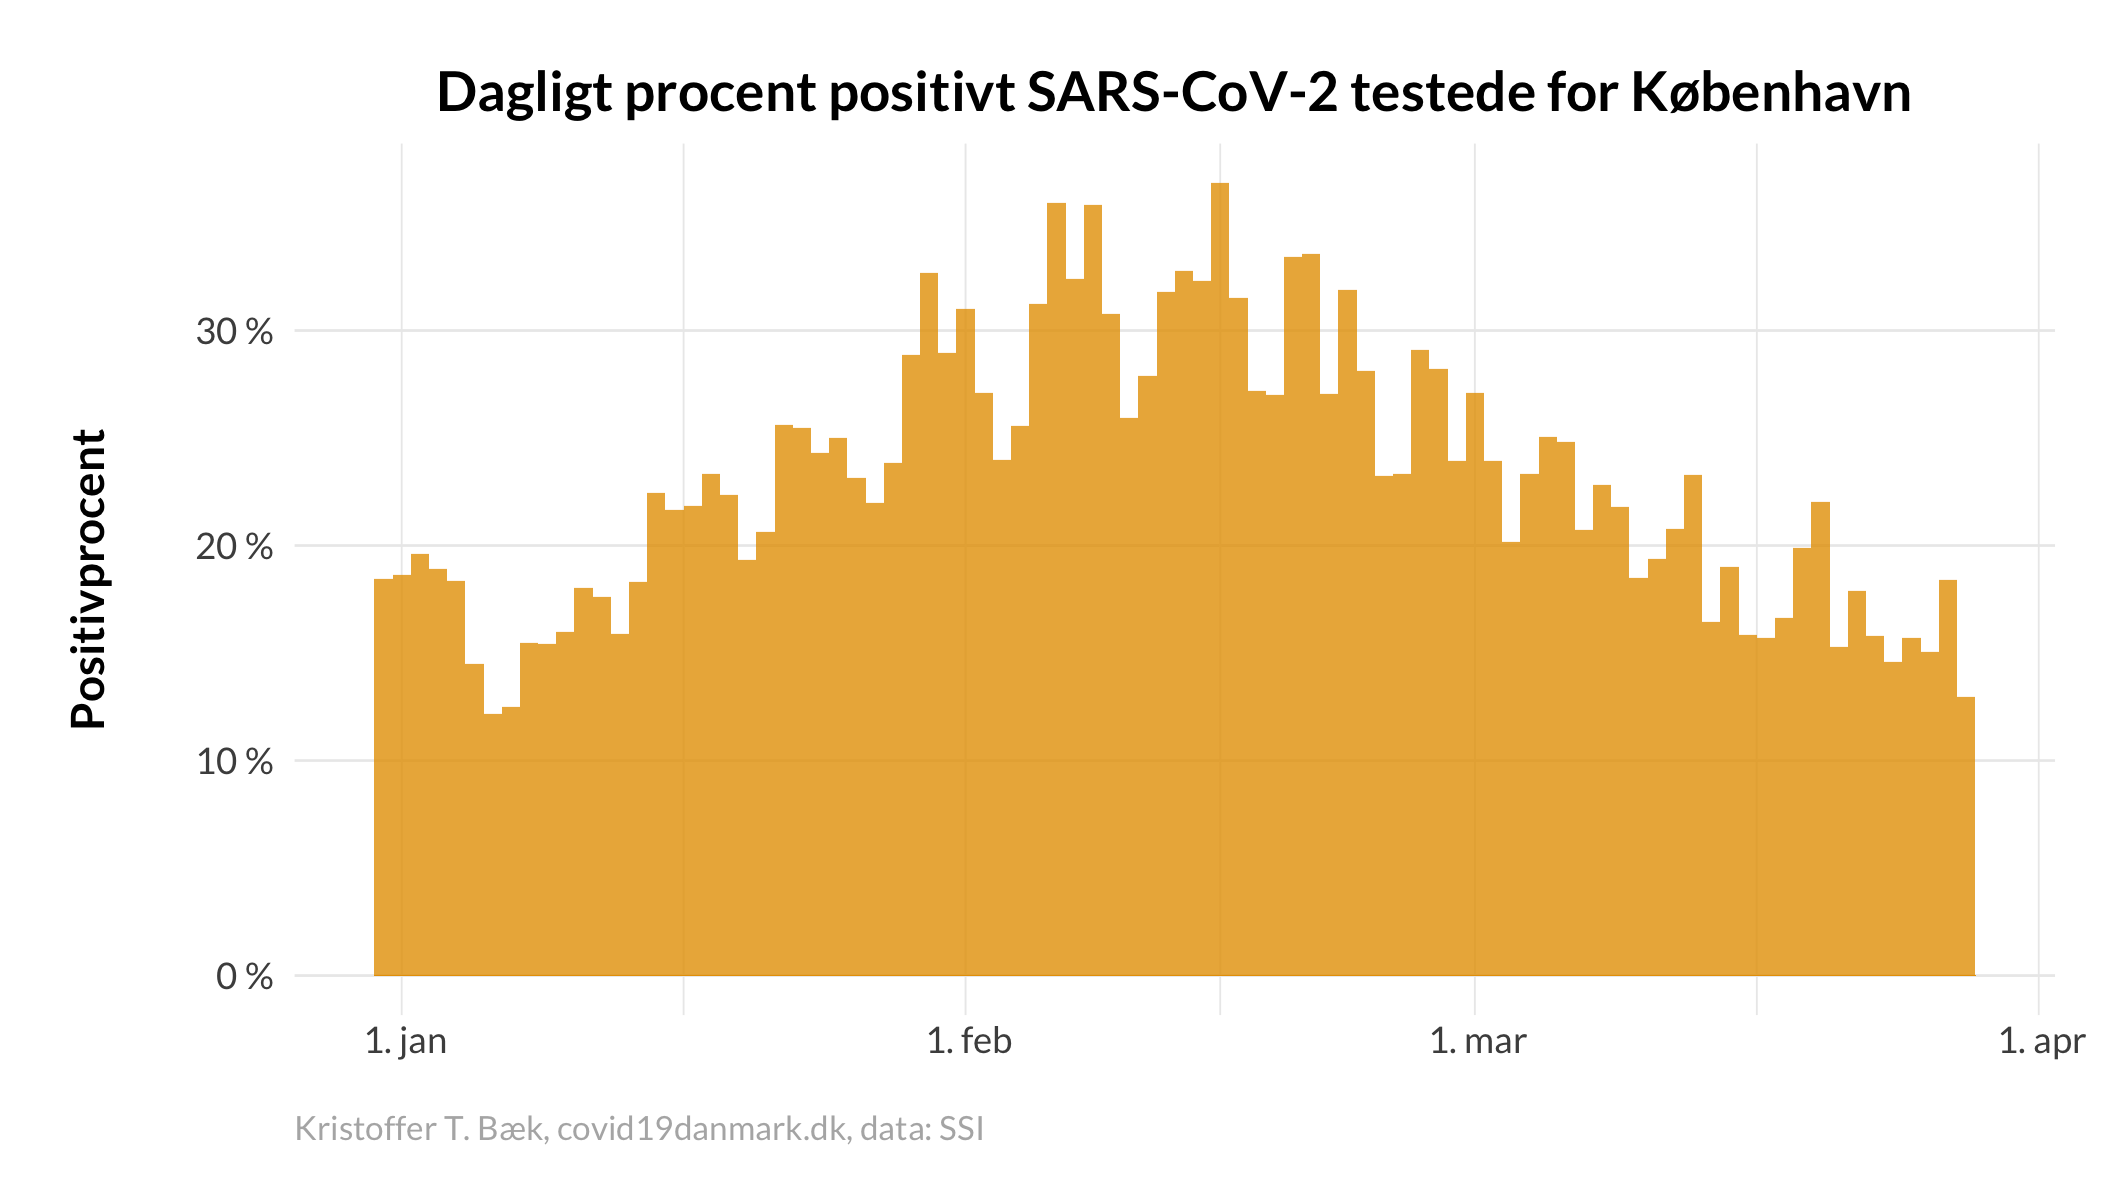 Dagligt procent positivt SARS-CoV-2 testede for København
Positivprocent
30 %
20 %
10 %
0 %
1. jan
1. feb
1. mar
1. apr
Kristoffer T. Bæk, covid19danmark.dk, data: SSI